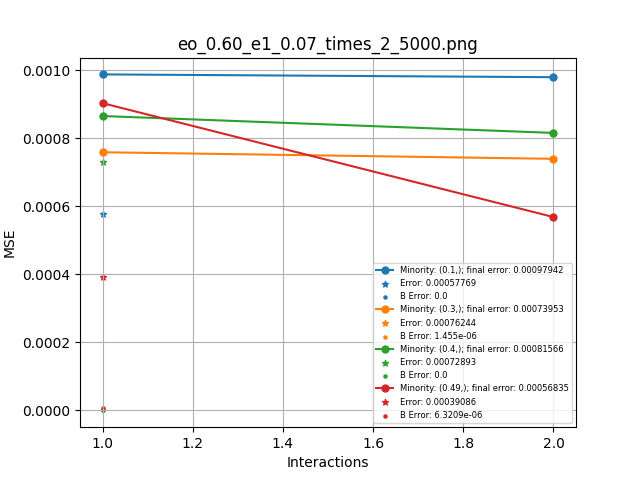 eo_0.60_e1_0.07_times_2_5000.png
0.0010
0.0008
0.0006
0.0004
0.0002
0.0000
MSE
Minority: (0.1,); final error: 0.00097942
Error: 0.00057769
B Error: 0.0
Minority: (0.3,); final error: 0.00073953
Error: 0.00076244
B Error: 1.455e-06
Minority: (0.4,); final error: 0.00081566
Error: 0.00072893
B Error: 0.0
Minority: (0.49,); final error: 0.00056835
Error: 0.00039086
B Error: 6.3209e-06
1.0 1.2 1.4 1.6 1.8 2.0
Interactions